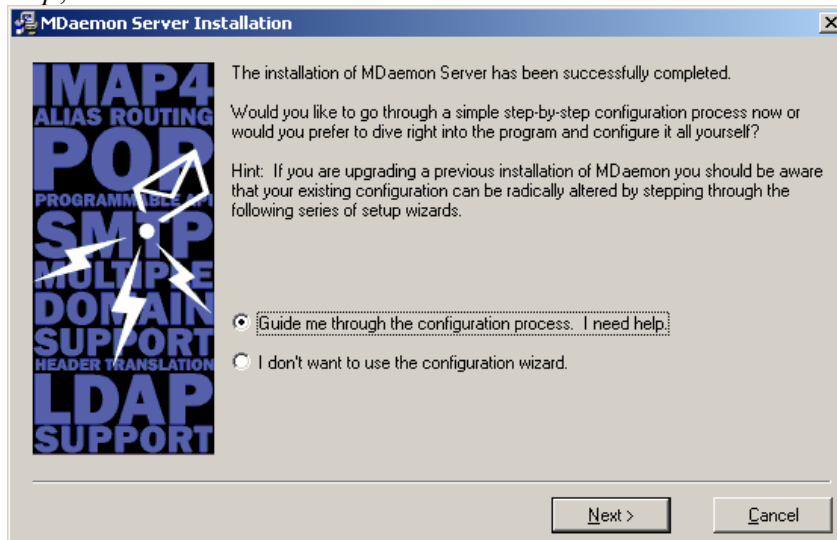 MDaemon Server Installation
IMAP4
ALIAS ROUTING
POP
PROGRAMMABLE API
SMTP
MULTIPLE
DOMAIN
SUPPORT
HEADER TRANSLATION
LDAP
SUPPORT
The installation of MDaemon Server has been successfully completed.
Would you like to go through a simple step-by-step configuration process now or
would you prefer to dive right into the program and configure it all yourself?
Hint: If you are upgrading a previous installation of MDaemon you should be aware
that your existing configuration can be radically altered by stepping through the
following series of setup wizards.
Guide me through the configuration process. I need help.
I don't want to use the configuration wizard.
Next >
Cancel